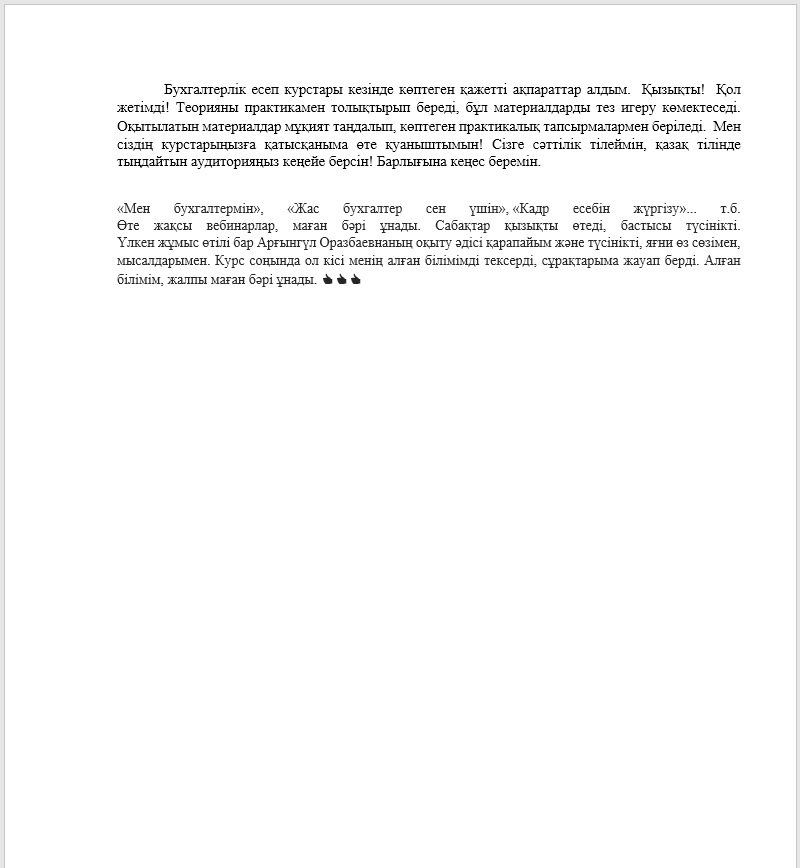 Бухгалтерлік есеп курстары кезінде көптеген қажетті ақпараттар алдым. Қызықты! Қол
жетімді! Теорияны практикамен толықтырып береді, бұл материалдарды тез игеру көмектеседі.
Оқытылатын материалдар мұқият таңдалып, көптеген практикалық тапсырмалармен беріледі. Мен
сіздің курстарыңызға қатысқаныма өте қуаныштымын! Сізге сәттілік тілеймін, қазақ тілінде
тыңдайтын аудиторияңыз кеңейе берсін! Барлығына кеңес беремін.
«Мен бухгалтермін», «Жас бухгалтер сен үшін», «Кадр есебін жүргізу»... т.б.
Өте жақсы вебинарлар, маған бәрі ұнады. Сабақтар қызықты өтеді, бастысы түсінікті.
Үлкен жұмыс өтілі бар Арғынгүл Оразбаевнаның оқыту әдісі қарапайым және түсінікті, яғни өз сөзімен,
мысалдарымен. Курс соңында ол кісі менің алған білімімді тексерді, сұрақтарыма жауап берді. Алған
білімім, жалпы маған бәрі ұнады. 👍👍👍